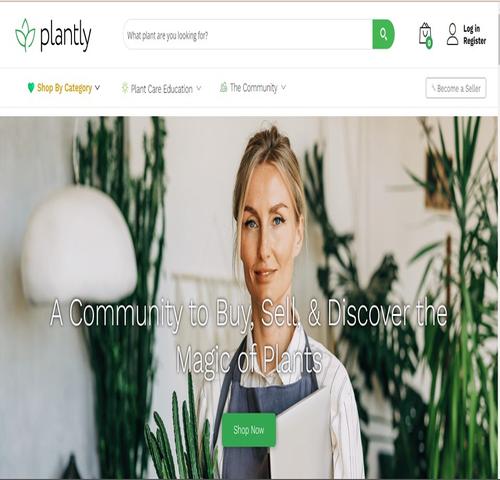 plantly
What plant are you looking for?
0
Log in
Register
Shop By Category
Plant Care Education
The Community
Become a Seller
A Community to Buy, Sell, & Discover the
Magic of Plants
Shop Now